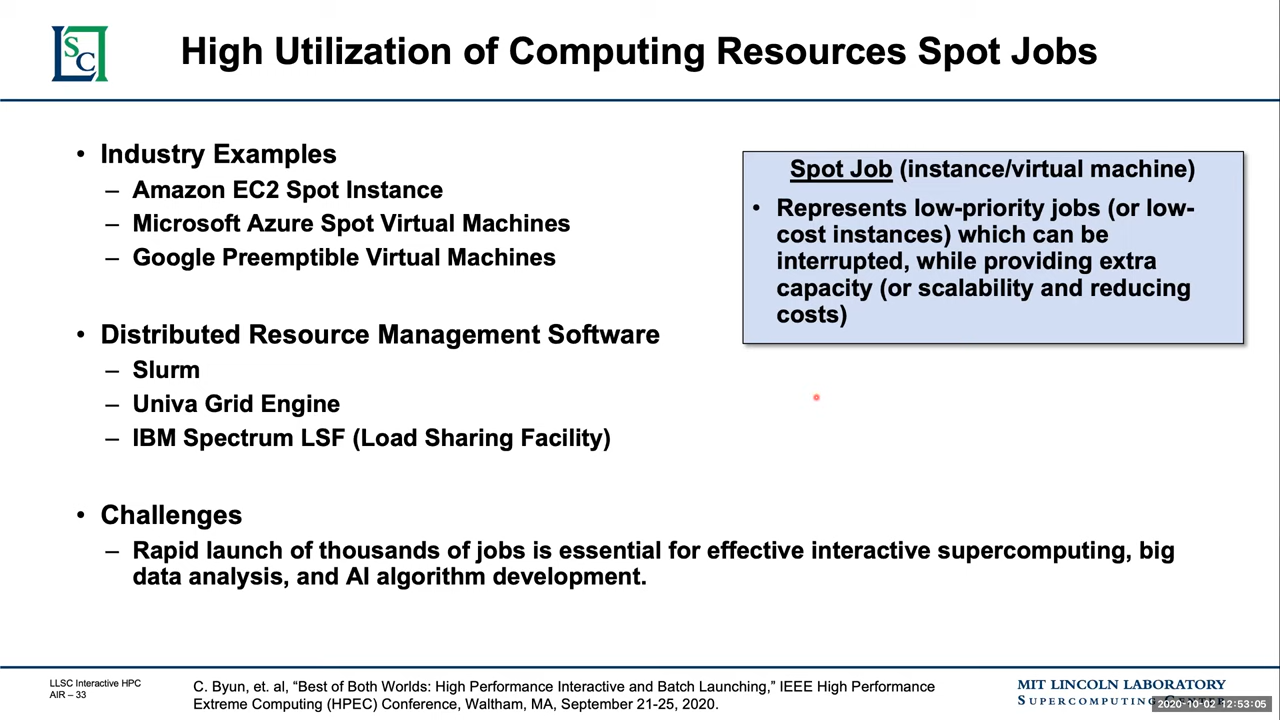 LSC
High Utilization of Computing Resources Spot Jobs
• Industry Examples
– Amazon EC2 Spot Instance
– Microsoft Azure Spot Virtual Machines
– Google Preemptible Virtual Machines
• Distributed Resource Management Software
– Slurm
– Univa Grid Engine
– IBM Spectrum LSF (Load Sharing Facility)
• Challenges
– Rapid launch of thousands of jobs is essential for effective interactive supercomputing, big
data analysis, and AI algorithm development.
Spot Job (instance/virtual machine)
• Represents low-priority jobs (or low-
cost instances) which can be
interrupted, while providing extra
capacity (or scalability and reducing
costs)
LLSC Interactive HPC
AIR – 33
C. Byun, et. al, “Best of Both Worlds: High Performance Interactive and Batch Launching,” IEEE High Performance
Extreme Computing (HPEC) Conference, Waltham, MA, September 21-25, 2020.
MIT LINCOLN LABORATORY
SUPERCOMPUTING CENTER
2020-10-02 12:53:05